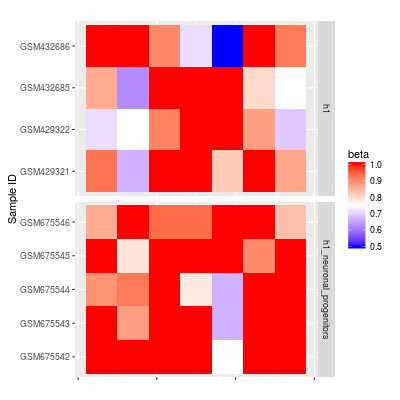 Sample ID
GSM432686
GSM432685
GSM429322
GSM429321
h1
GSM675546
GSM675545
GSM675544
GSM675543
GSM675542
h1_neuronal_progenitors
beta
1.0
0.9
0.8
0.7
0.6
0.5